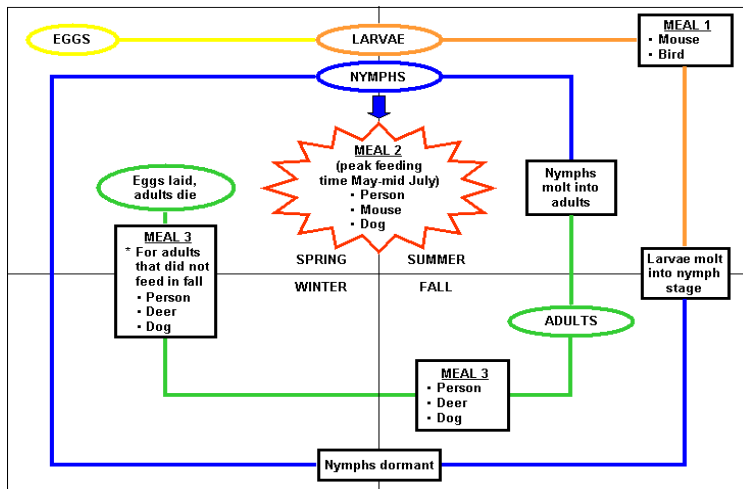 EGGS
LARVAE
MEAL 1
· Mouse
· Bird
NYMPHS
MEAL 2
(peak feeding
time May-mid July)
· Person
· Mouse
· Dog
Nymphs
molt into
adults
Eggs laid,
adults die
MEAL 3
* For adults
that did not
feed in fall
· Person
· Deer
· Dog
SPRING
SUMMER
WINTER
FALL
Larvae molt
into nymph
stage
ADULTS
MEAL 3
· Person
· Deer
· Dog
Nymphs dormant